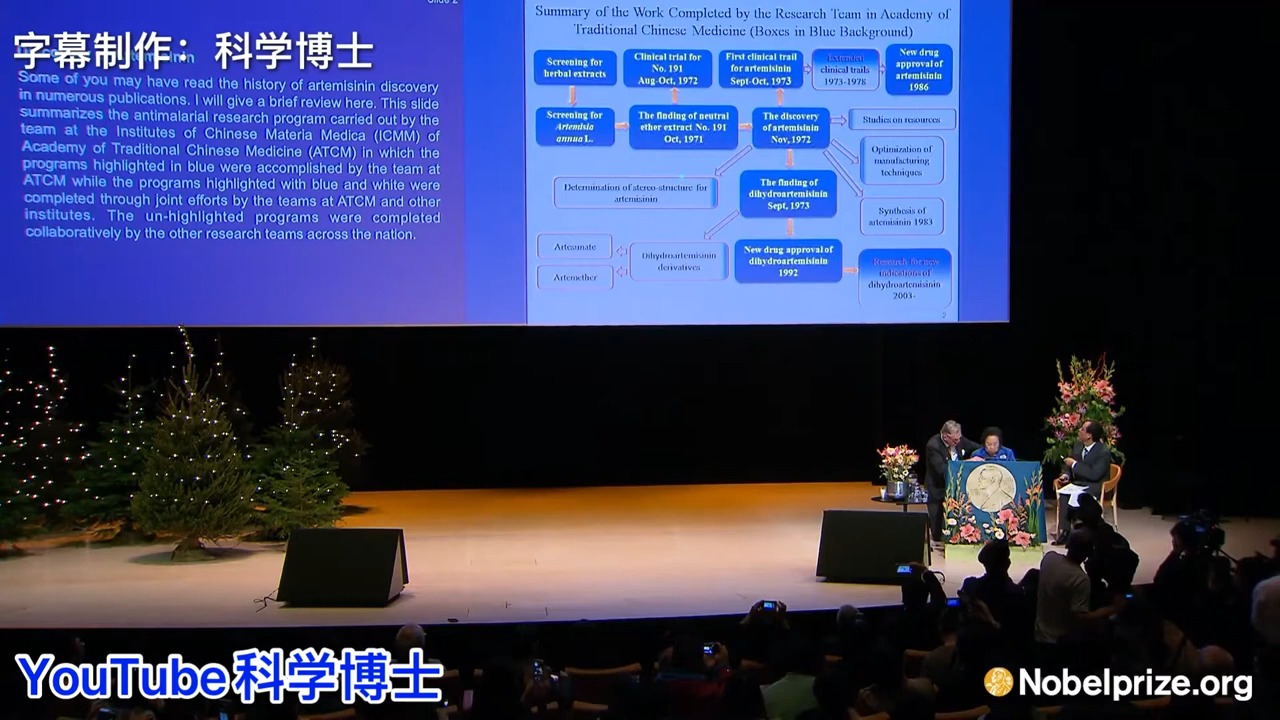 Slide 2
字幕制作：科学博士
Some of you may have read the history of artemisinin discovery
in numerous publications. I will give a brief review here. This slide
summarizes the antimalarial research program carried out by the
team at the Institutes of Chinese Materia Medica (ICMM) of
Academy of Traditional Chinese Medicine (ATCM) in which the
programs highlighted in blue were accomplished by the team at
ATCM while the programs highlighted with blue and white were
completed through joint efforts by the teams at ATCM and other
institutes. The un-highlighted programs were completed
collaboratively by the other research teams across the nation.
Summary of the Work Completed by the Research Team in Academy of
Traditional Chinese Medicine (Boxes in Blue Background)
Screening for
herbal extracts
Clinical trial for
No. 191
Aug-Oct, 1972
First clinical trail
for artemisinin
Sept-Oct, 1973
Extended
clinical trails
1973-1978
New drug
approval of
artemisinin
1986
Screening for
Artemisia
annua L.
The finding of neutral
ether extract No. 191
Oct, 1971
The discovery
of artemisinin
Nov, 1972
Studies on resources
Optimization of
manufacturing
techniques
Determination of stereo-structure for
artemisinin
The finding of
dihydroartemisinin
Sept, 1973
Synthesis of
artemisinin 1983
Artesunate
Artemether
Dihydroartemisinin
derivatives
New drug approval of
dihydroartemisinin
1992
Research for new
indications of
dihydroartemisinin
2003-
2
YouTube科学博士
Nobelprize.org